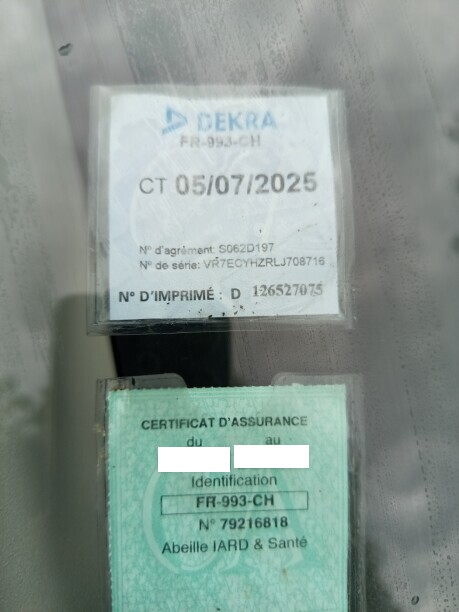 DEKRA
FR-993-CH
CT 05/07/2025
N° d'agrément: S062D197
N° de série: VR7ECYHZRLJ708716
N° D'IMPRIMÉ : D 126527075
CERTIFICAT D'ASSURANCE
du au
Identification
FR-993-CH
N° 79216818
Abeille IARD & Santé